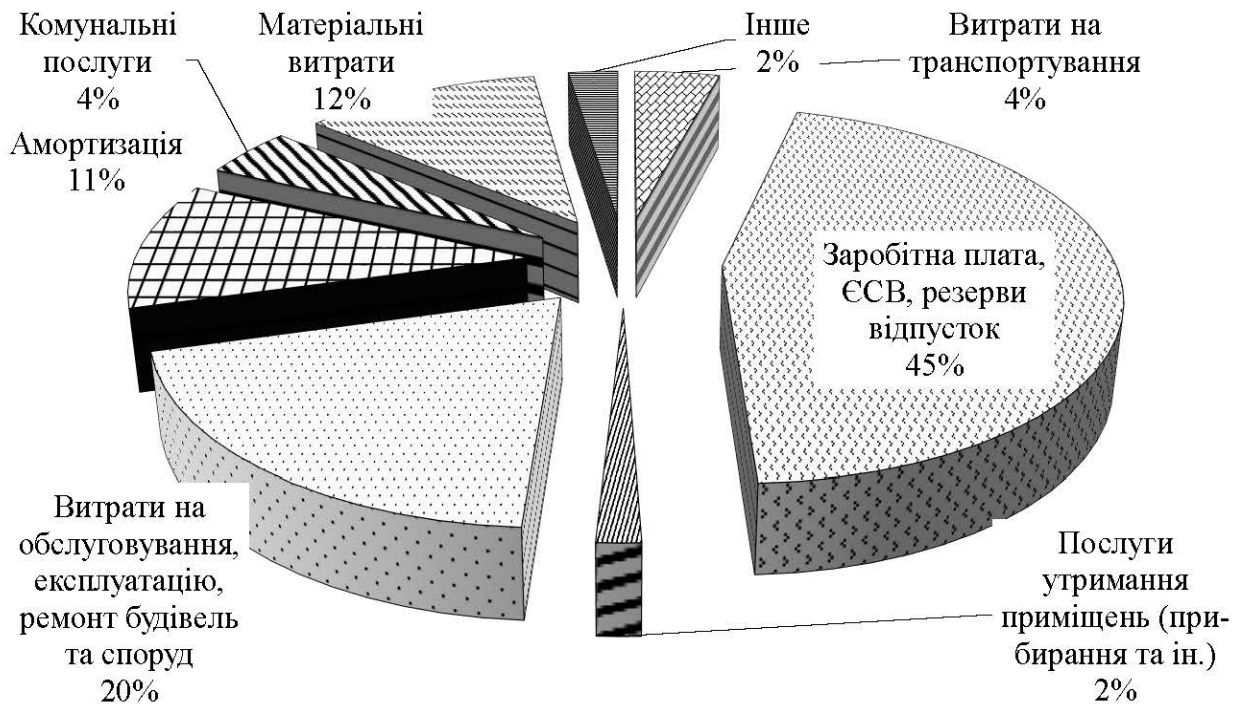 Комунальні
послуги
4%
Матеріальні
витрати
12%
Інше
2%
Витрати на
транспортування
4%
Амортизація
11%
Заробітна плата,
ЄСВ, резерви
відпусток
45%
Витрати на
обслуговування,
експлуатацію,
ремонт будівель
та споруд
20%
Послуги
утримання
приміщень (при-
бирання та ін.)
2%